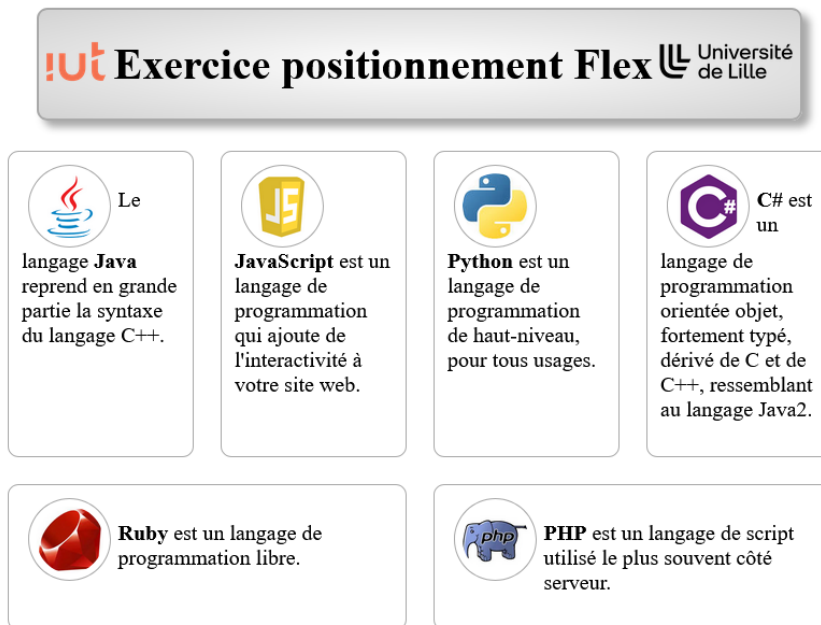 iut Exercice positionnement Flex Université
de Lille
Le
langage Java
reprend en grande
partie la syntaxe
du langage C++.
JS
JavaScript est un
langage de
programmation
qui ajoute de
l'interactivité à
votre site web.
Python est un
langage de
programmation
de haut-niveau,
pour tous usages.
C#
C# est
un
langage de
programmation
orientée objet,
fortement typé,
dérivé de C et de
C++, ressemblant
au langage Java2.
Ruby est un langage de
programmation libre.
php
PHP est un langage de script
utilisé le plus souvent côté
serveur.